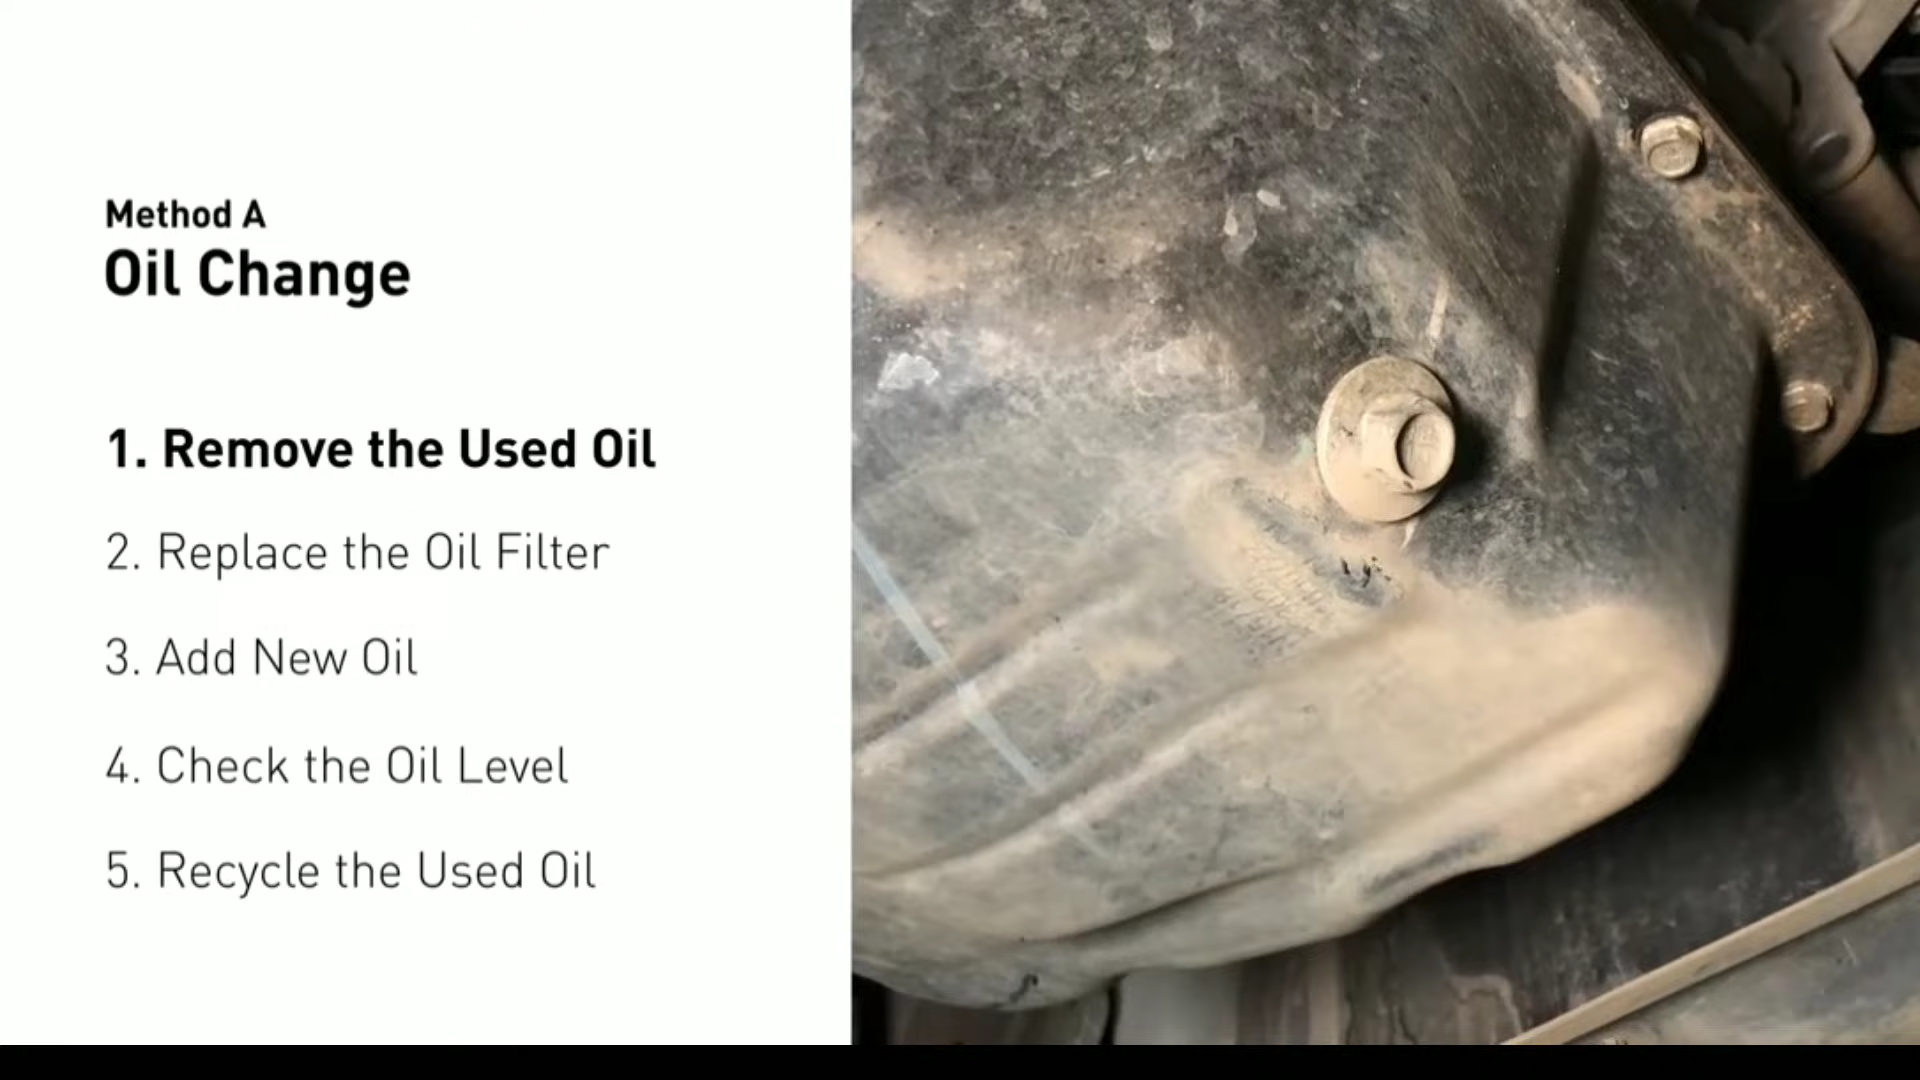 Method A
Oil Change
1. Remove the Used Oil
2. Replace the Oil Filter
3. Add New Oil
4. Check the Oil Level
5. Recycle the Used Oil